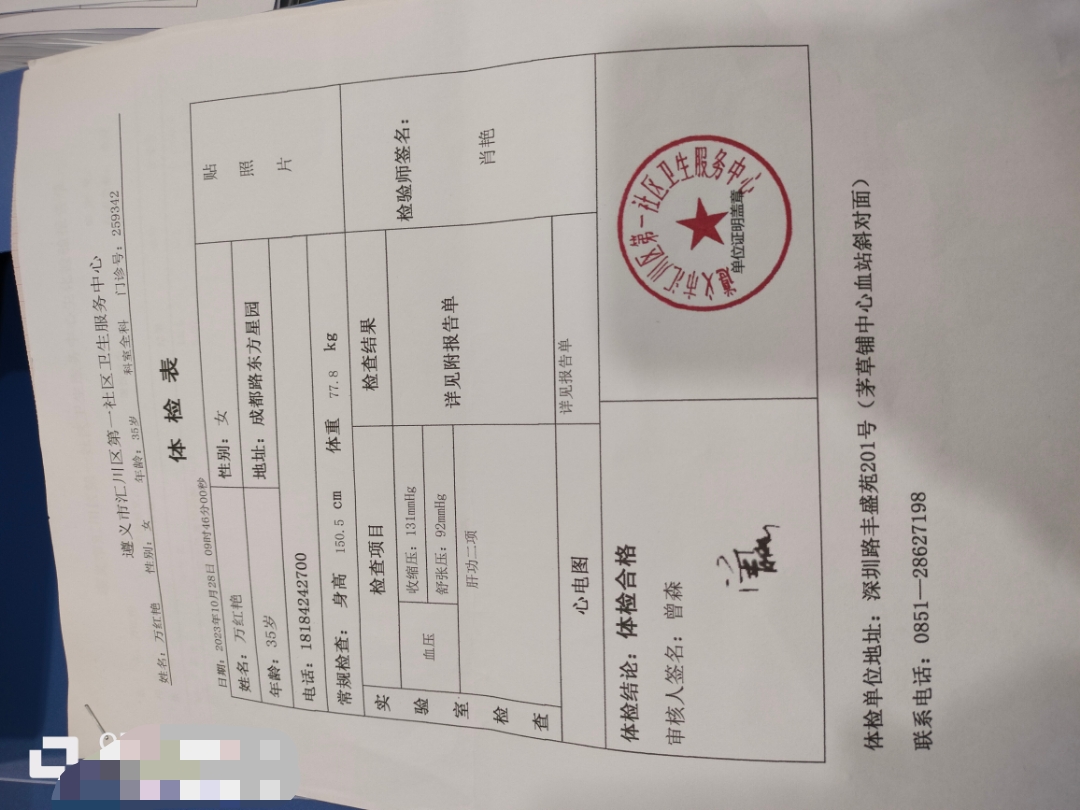 遵义市汇川区第一社区卫生服务中心
姓名：万红艳 性别：女 年龄：35岁 科室全科 门诊号：259342
体 检 表
日期：2023年10月28日 09时46分00秒
姓名：万红艳 性别：女
年龄：35岁 地址：成都路东方星园
电话：18184242700
贴
照
片
常规检查： 身高 150.5 cm 体重 77.8 kg
检查项目 检查结果 检验师签名：
实验室检查
血压 收缩压：131mmHg
舒张压：92mmHg
肝功二项
详见附报告单
肖艳
心电图 详见报告单
体检结论：体检合格
审核人签名：曾森
遵义市汇川区第一社区卫生服务中心
单位证明盖章
体检单位地址：深圳路丰盛苑201号（茅草铺中心血站斜对面）
联系电话：0851—28627198